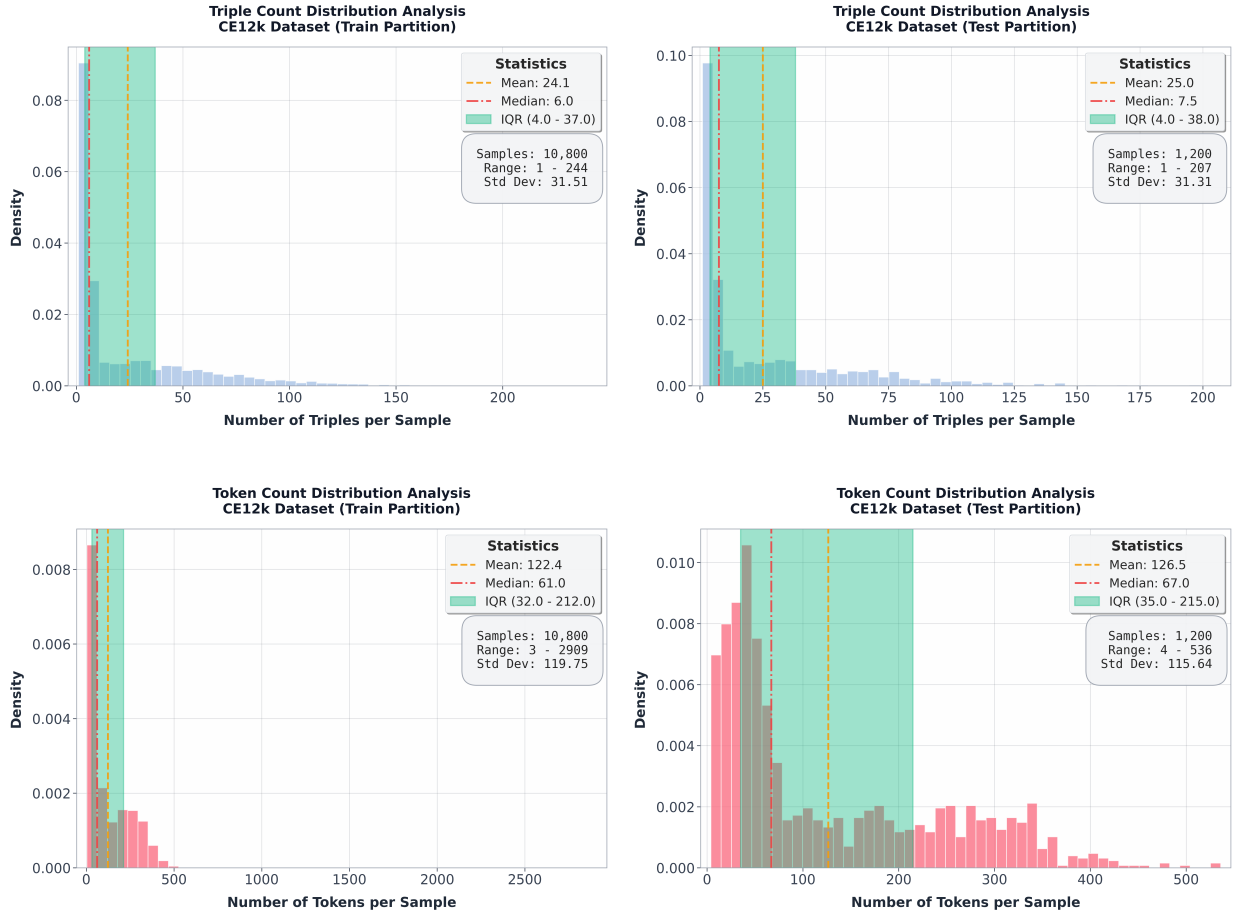 Triple Count Distribution Analysis
CE12k Dataset (Train Partition)
Density
0.08
0.06
0.04
0.02
0.00
0 50 100 150 200
Number of Triples per Sample
Statistics
Mean: 24.1
Median: 6.0
IQR (4.0 - 37.0)
Samples: 10,800
Range: 1 - 244
Std Dev: 31.51
Triple Count Distribution Analysis
CE12k Dataset (Test Partition)
Density
0.10
0.08
0.06
0.04
0.02
0.00
0 25 50 75 100 125 150 175 200
Number of Triples per Sample
Statistics
Mean: 25.0
Median: 7.5
IQR (4.0 - 38.0)
Samples: 1,200
Range: 1 - 207
Std Dev: 31.31
Token Count Distribution Analysis
CE12k Dataset (Train Partition)
Density
0.008
0.006
0.004
0.002
0.000
0 500 1000 1500 2000 2500
Number of Tokens per Sample
Statistics
Mean: 122.4
Median: 61.0
IQR (32.0 - 212.0)
Samples: 10,800
Range: 3 - 2909
Std Dev: 119.75
Token Count Distribution Analysis
CE12k Dataset (Test Partition)
Density
0.010
0.008
0.006
0.004
0.002
0.000
0 100 200 300 400 500
Number of Tokens per Sample
Statistics
Mean: 126.5
Median: 67.0
IQR (35.0 - 215.0)
Samples: 1,200
Range: 4 - 536
Std Dev: 115.64